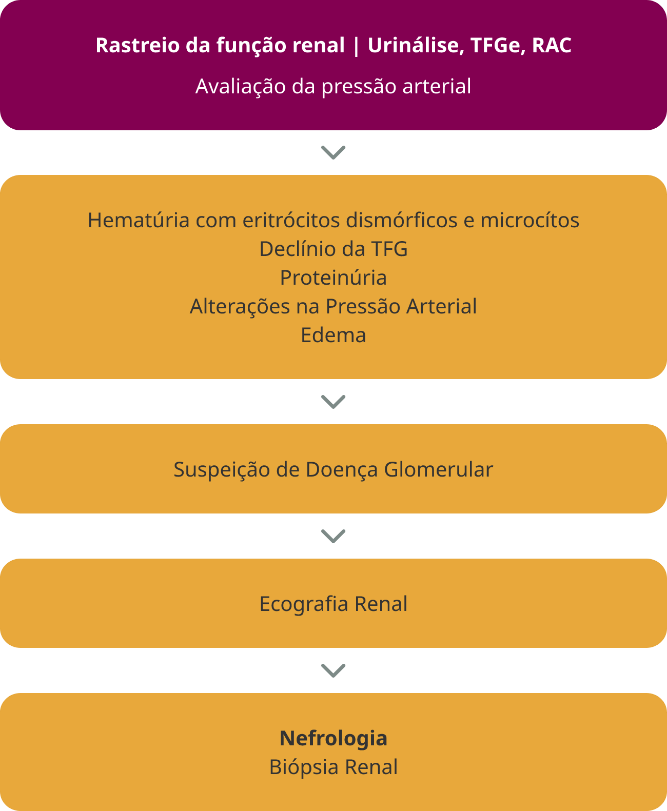 Rastreio da função renal | Urinálise, TFGe, RAC
Avaliação da pressão arterial
Hematúria com eritrócitos dismórficos e microcítos
Declínio da TFG
Proteinúria
Alterações na Pressão Arterial
Edema
Suspeição de Doença Glomerular
Ecografia Renal
Nefrologia
Biópsia Renal